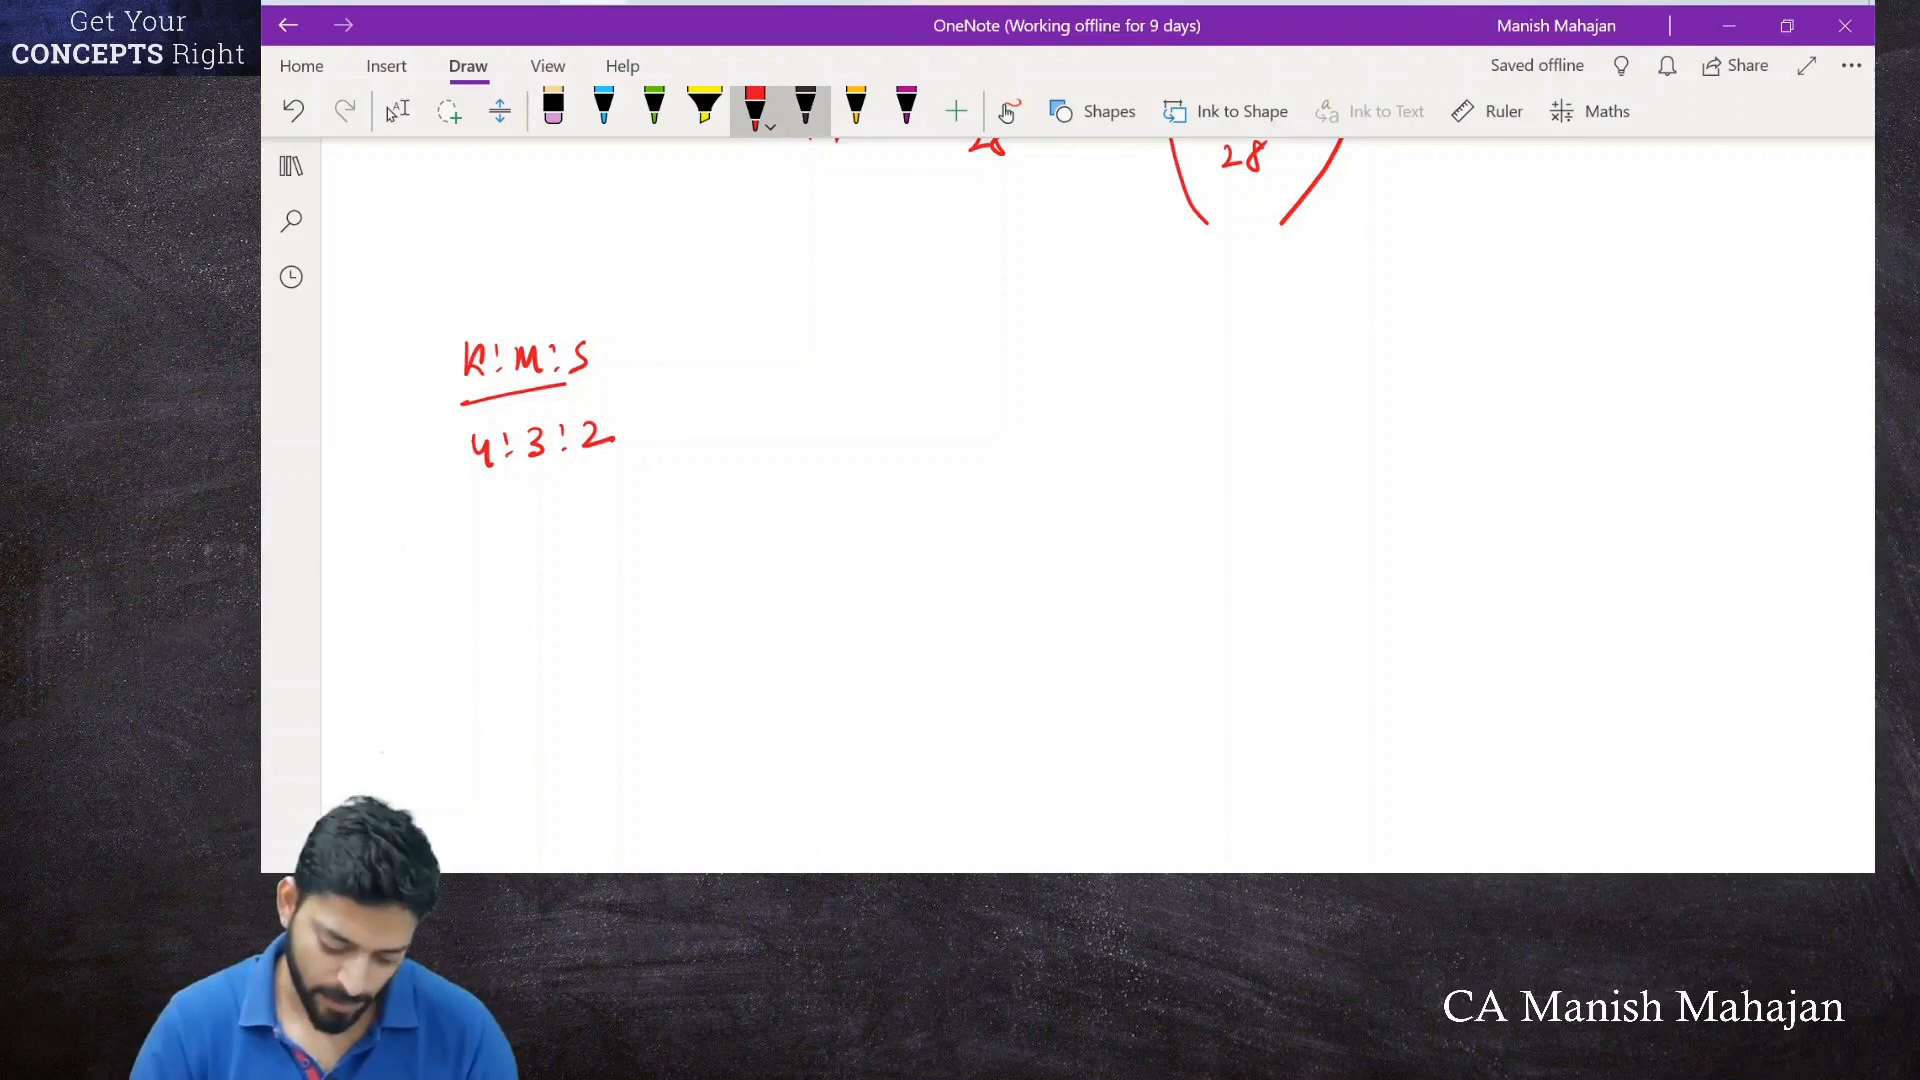 Get Your
CONCEPTS Right
OneNote (Working offline for 9 days)
Manish Mahajan
Home
Insert
Draw
View
Help
Saved offline
Share
Shapes
Ink to Shape
Ink to Text
Ruler
Maths
28
28
R:M:S
4:3:2
CA Manish Mahajan